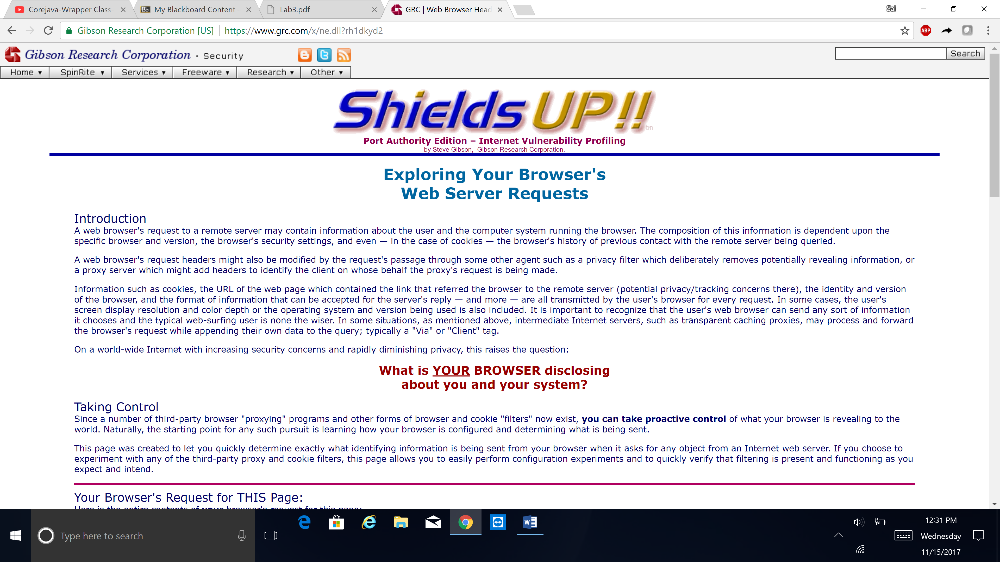 Corejava-Wrapper Class-
My Blackboard Content -
Lab3.pdf
GRC | Web Browser Head
Sai
Gibson Research Corporation [US]
https://www.grc.com/x/ne.dll?rh1dkyd2
ABP
Gibson Research Corporation · Security
Search
Home ▾ SpinRite ▾ Services ▾ Freeware ▾ Research ▾ Other ▾
Shields UP!! tm
Port Authority Edition – Internet Vulnerability Profiling
by Steve Gibson, Gibson Research Corporation.
Exploring Your Browser's
Web Server Requests
Introduction
A web browser's request to a remote server may contain information about the user and the computer system running the browser. The composition of this information is dependent upon the
specific browser and version, the browser's security settings, and even — in the case of cookies — the browser's history of previous contact with the remote server being queried.
A web browser's request headers might also be modified by the request's passage through some other agent such as a privacy filter which deliberately removes potentially revealing information, or
a proxy server which might add headers to identify the client on whose behalf the proxy's request is being made.
Information such as cookies, the URL of the web page which contained the link that referred the browser to the remote server (potential privacy/tracking concerns there), the identity and version
of the browser, and the format of information that can be accepted for the server's reply — and more — are all transmitted by the user's browser for every request. In some cases, the user's
screen display resolution and color depth or the operating system and version being used is also included. It is important to recognize that the user's web browser can send any sort of information
it chooses and the typical web-surfing user is none the wiser. In some situations, as mentioned above, intermediate Internet servers, such as transparent caching proxies, may process and forward
the browser's request while appending their own data to the query; typically a "Via" or "Client" tag.
On a world-wide Internet with increasing security concerns and rapidly diminishing privacy, this raises the question:
What is YOUR BROWSER disclosing
about you and your system?
Taking Control
Since a number of third-party browser "proxying" programs and other forms of browser and cookie "filters" now exist, you can take proactive control of what your browser is revealing to the
world. Naturally, the starting point for any such pursuit is learning how your browser is configured and determining what is being sent.
This page was created to let you quickly determine exactly what identifying information is being sent from your browser when it asks for any object from an Internet web server. If you choose to
experiment with any of the third-party proxy and cookie filters, this page allows you to easily perform configuration experiments and to quickly verify that filtering is present and functioning as you
expect and intend.
Your Browser's Request for THIS Page:
Here is the entire contents of your browser's request for this page:
Type here to search
12:31 PM
Wednesday
11/15/2017